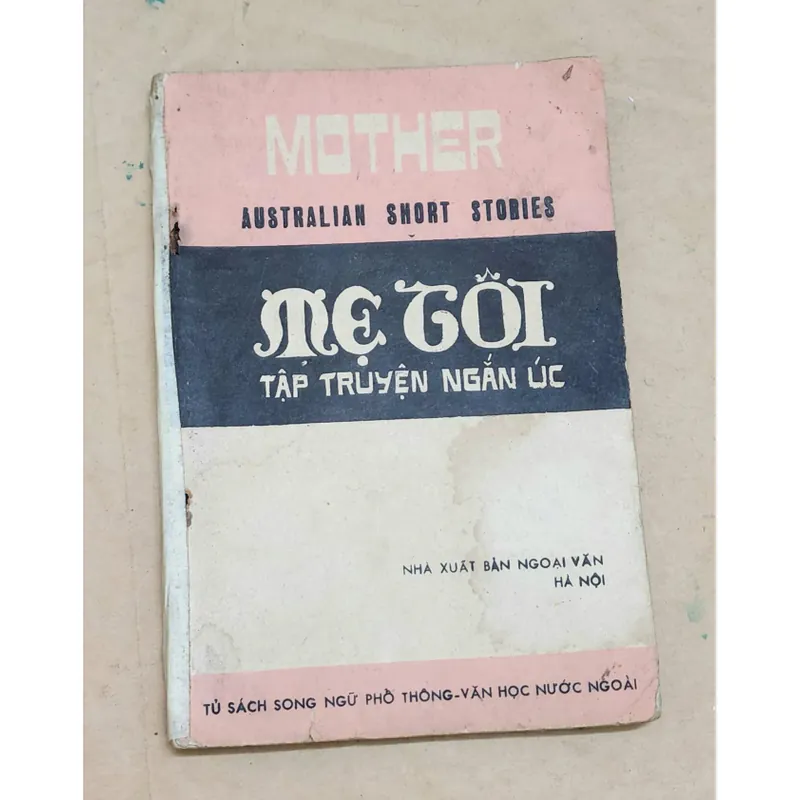 MOTHER
AUSTRALIAN SHORT STORIES
MẸ TÔI
TẬP TRUYỆN NGẮN ÚC
NHÀ XUẤT BẢN NGOẠI VĂN
HÀ NỘI
TỦ SÁCH SONG NGỮ PHỔ THÔNG-VĂN HỌC NƯỚC NGOÀI